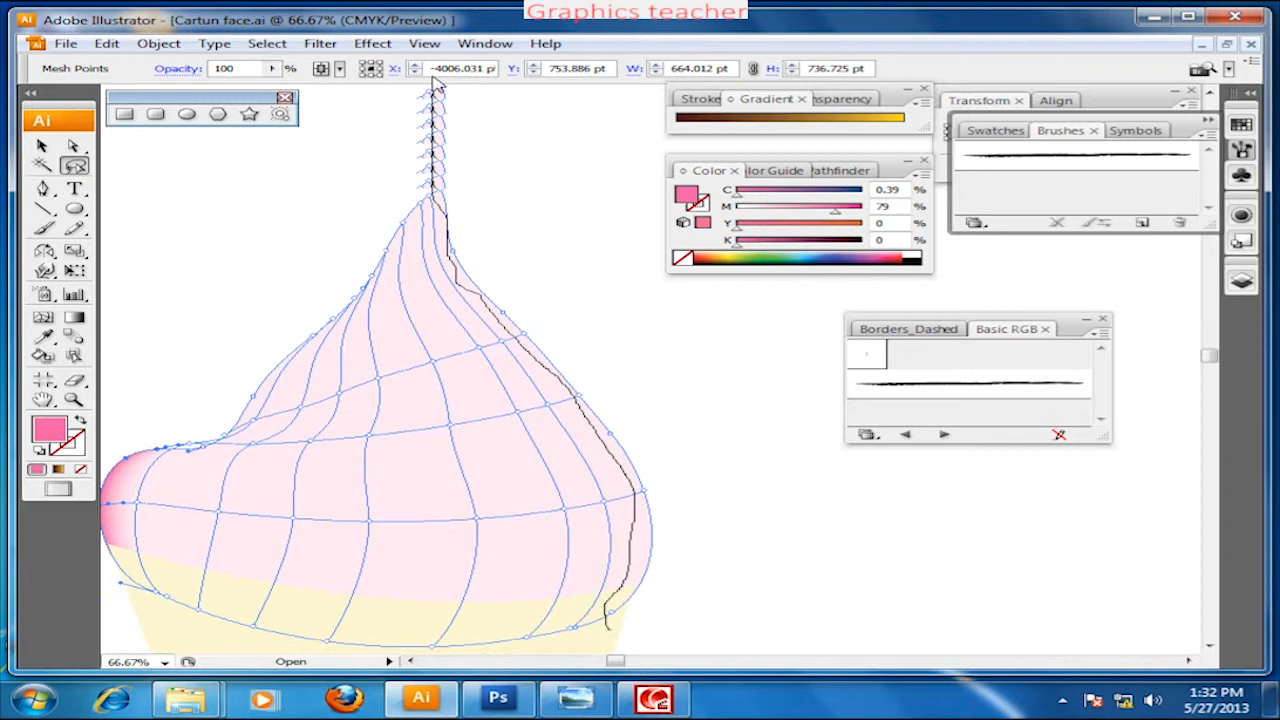 Graphics teacher
Adobe Illustrator - [Cartun face.ai @ 66.67% (CMYK/Preview) ]
File Edit Object Type Select Filter Effect View Window Help
Mesh Points Opacity: 100 % X: -4006.031 p Y: 753.886 pt W: 664.012 pt H: 736.725 pt
Stroke Gradient nsparency
Transform Align
Ai
Swatches Brushes Symbols
Color lor Guide athfinder
C 0.39 %
M 79 %
Y 0 %
K 0 %
Borders_Dashed Basic RGB
66.67% Open
Ai Ps
1:32 PM
5/27/2013